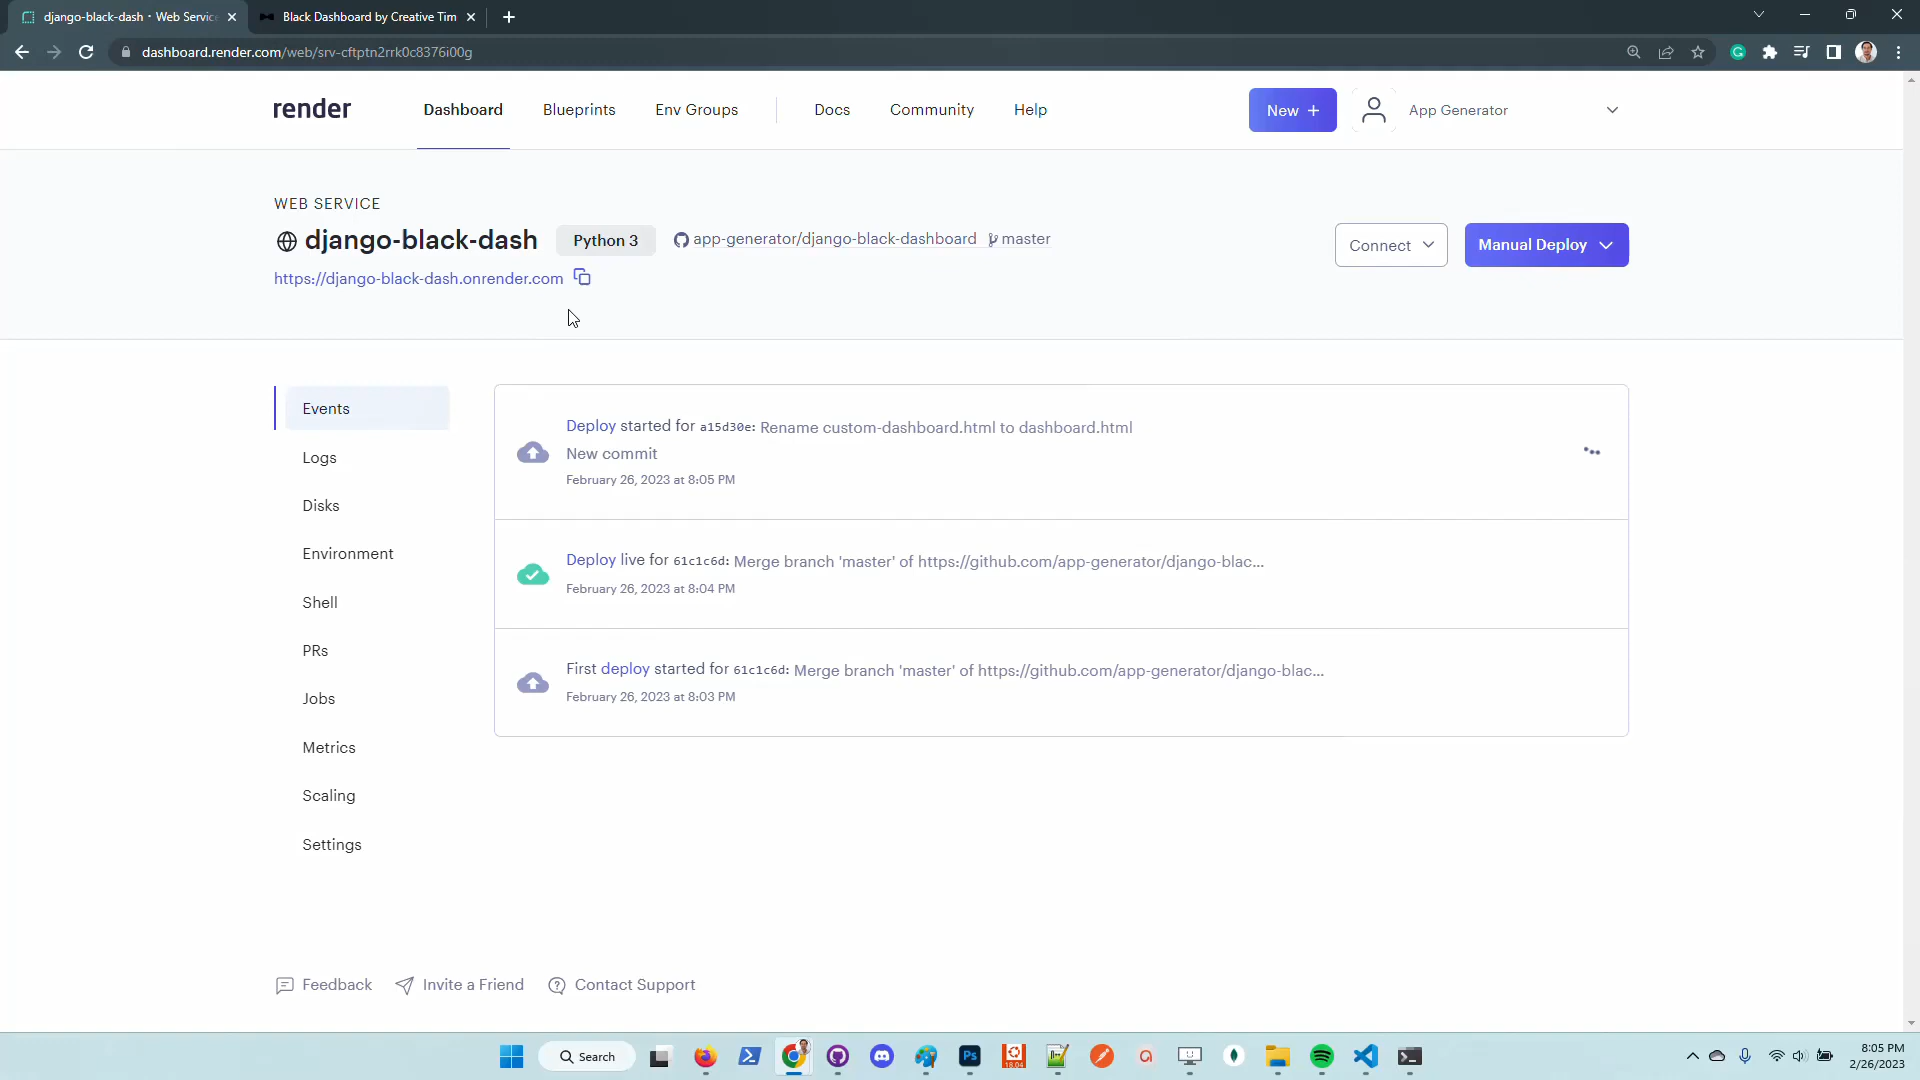 django-black-dash · Web Service
Black Dashboard by Creative Tim
dashboard.render.com/web/srv-cftptn2rrk0c8376i00g
render
Dashboard
Blueprints
Env Groups
Docs
Community
Help
New +
App Generator
WEB SERVICE
django-black-dash
Python 3
app-generator/django-black-dashboard
master
https://django-black-dash.onrender.com
Connect
Manual Deploy
Events
Logs
Disks
Environment
Shell
PRs
Jobs
Metrics
Scaling
Settings
Deploy started for a15d30e: Rename custom-dashboard.html to dashboard.html
New commit
February 26, 2023 at 8:05 PM
Deploy live for 61c1c6d: Merge branch 'master' of https://github.com/app-generator/django-blac...
February 26, 2023 at 8:04 PM
First deploy started for 61c1c6d: Merge branch 'master' of https://github.com/app-generator/django-blac...
February 26, 2023 at 8:03 PM
Feedback
Invite a Friend
Contact Support
Search
Ps
18.04
8:05 PM
2/26/2023